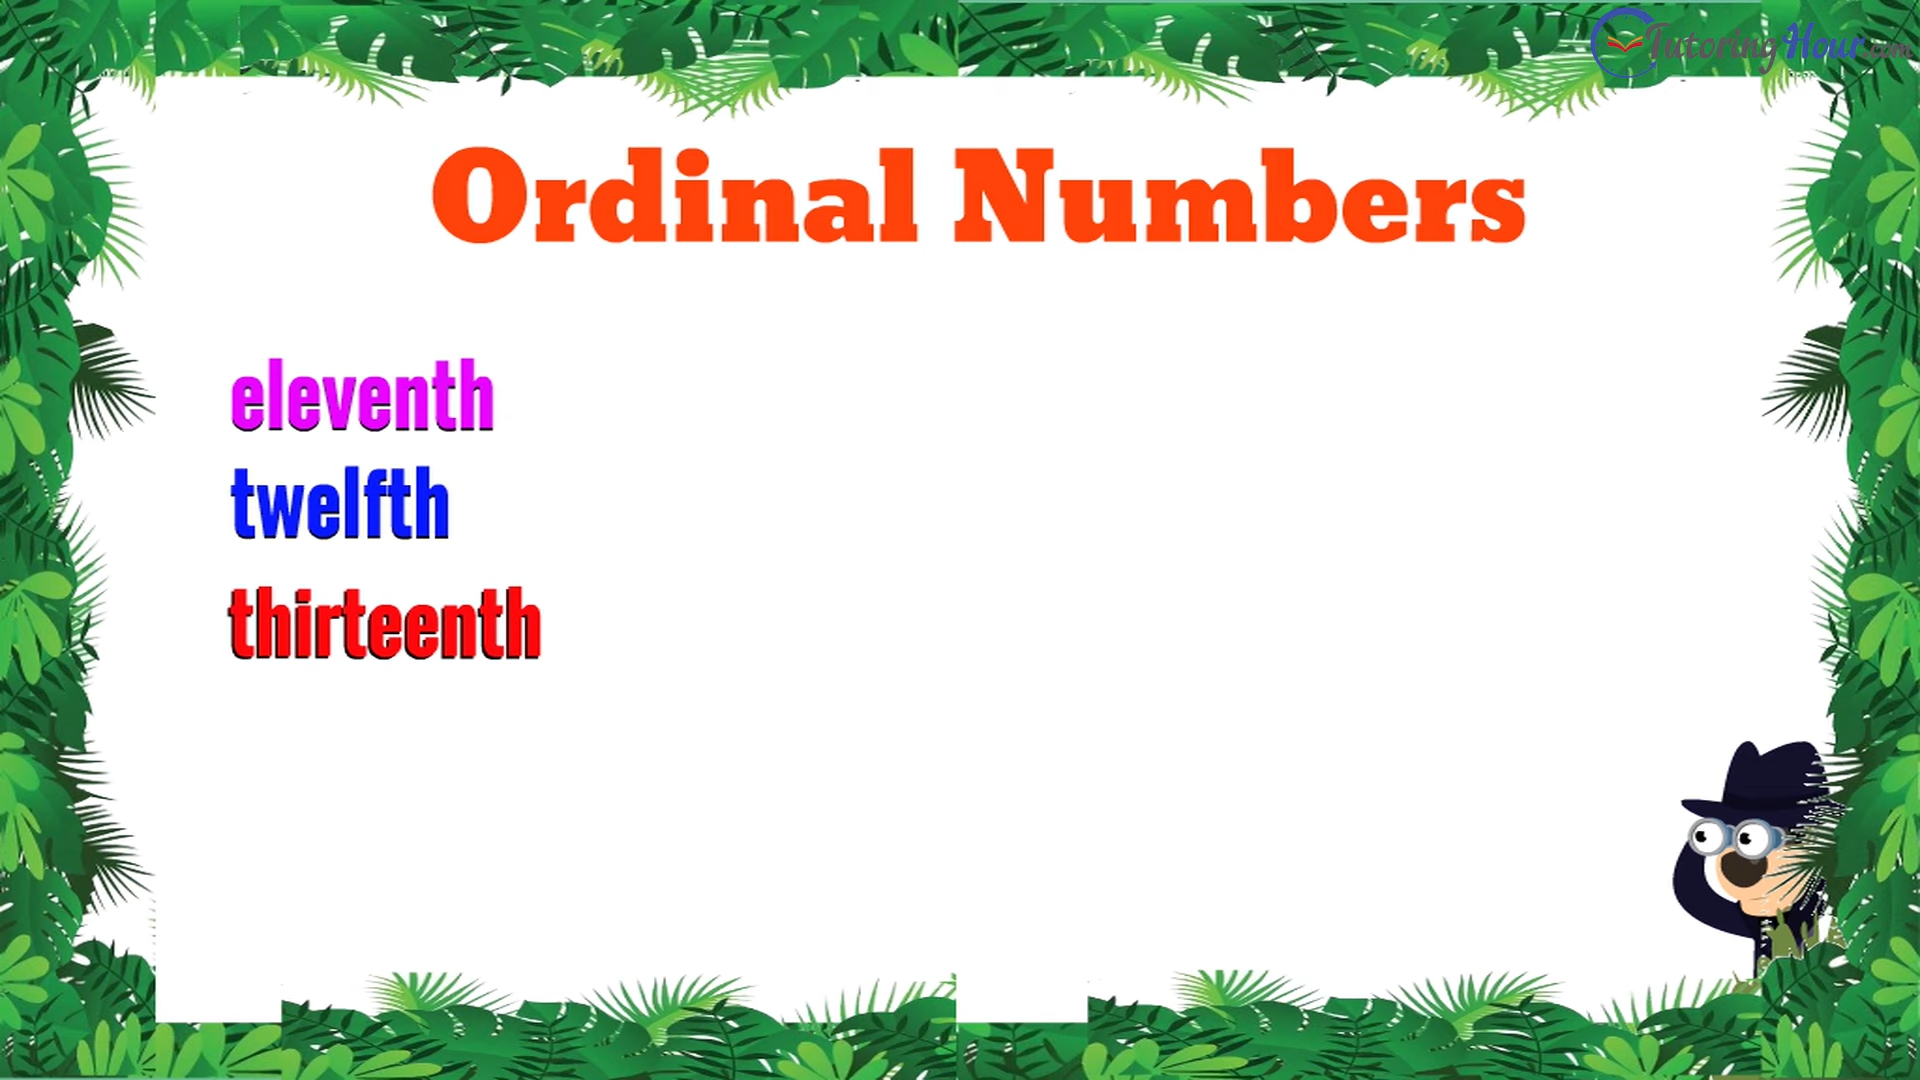 TutoringHour.com
Ordinal Numbers
eleventh
twelfth
thirteenth